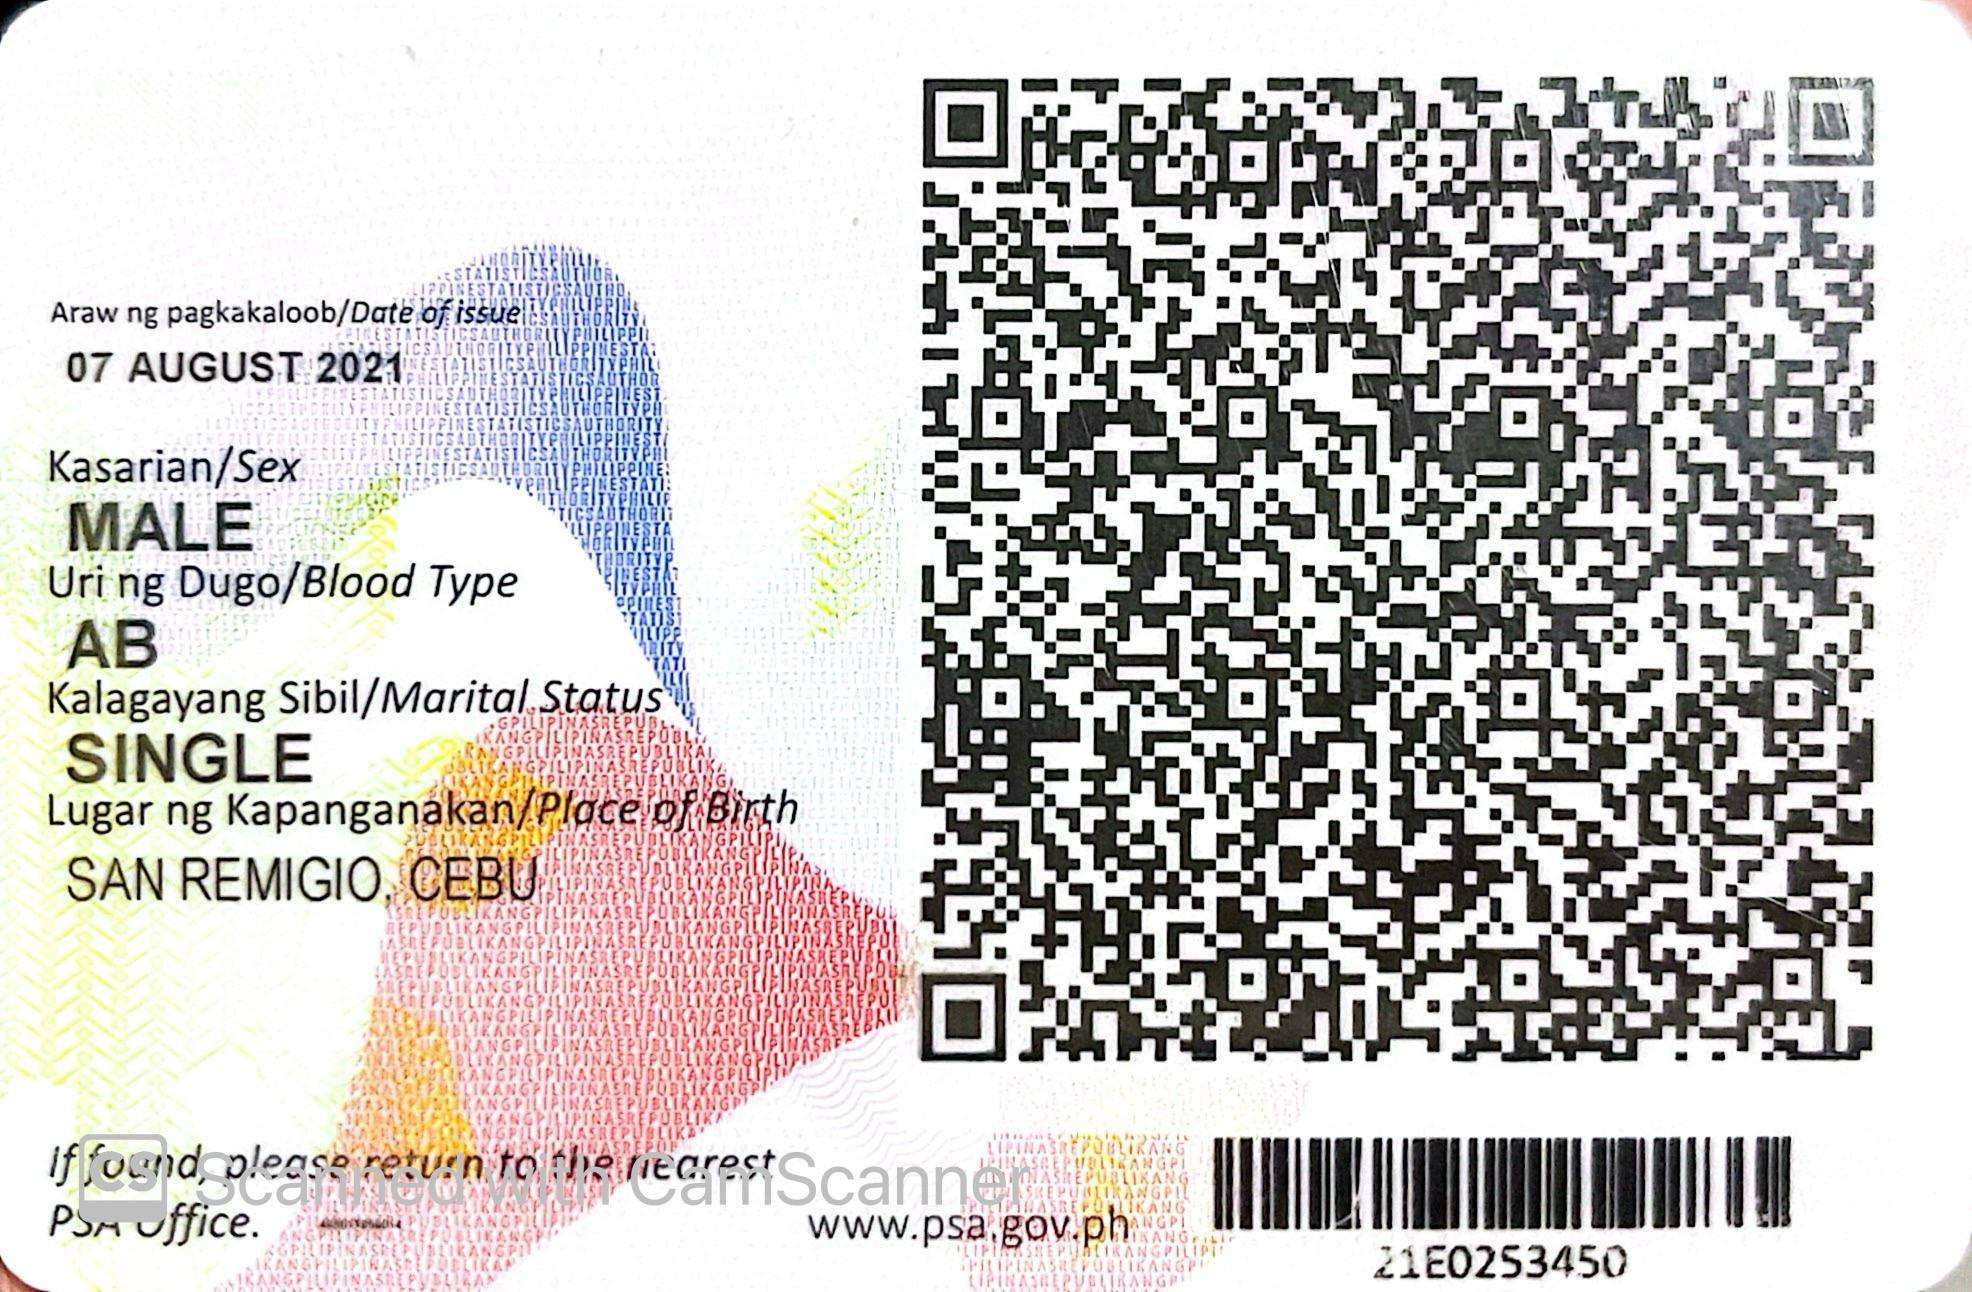 Araw ng pagkakaloob/Date of issue
07 AUGUST 2021
Kasarian/Sex
MALE
Uri ng Dugo/Blood Type
AB
Kalagayang Sibil/Marital Status
SINGLE
Lugar ng Kapanganakan/Place of Birth
SAN REMIGIO, CEBU
If found, please return to the nearest
PSA Office.
CS Scanned with CamScanner
www.psa.gov.ph
21E0253450